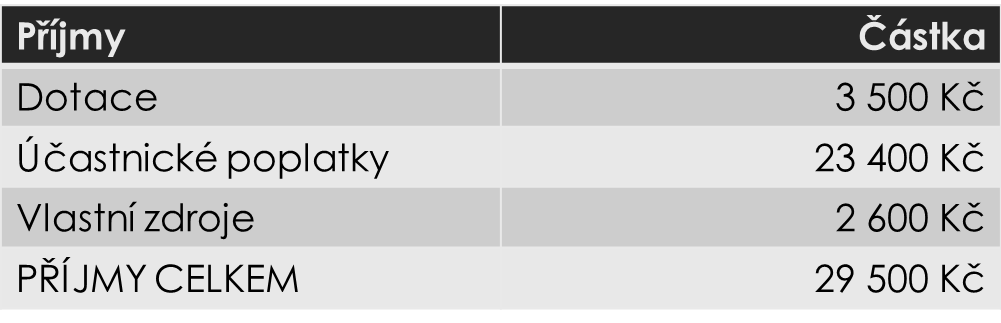 Příjmy Částka
Dotace 3 500 Kč
Účastnické poplatky 23 400 Kč
Vlastní zdroje 2 600 Kč
PŘÍJMY CELKEM 29 500 Kč